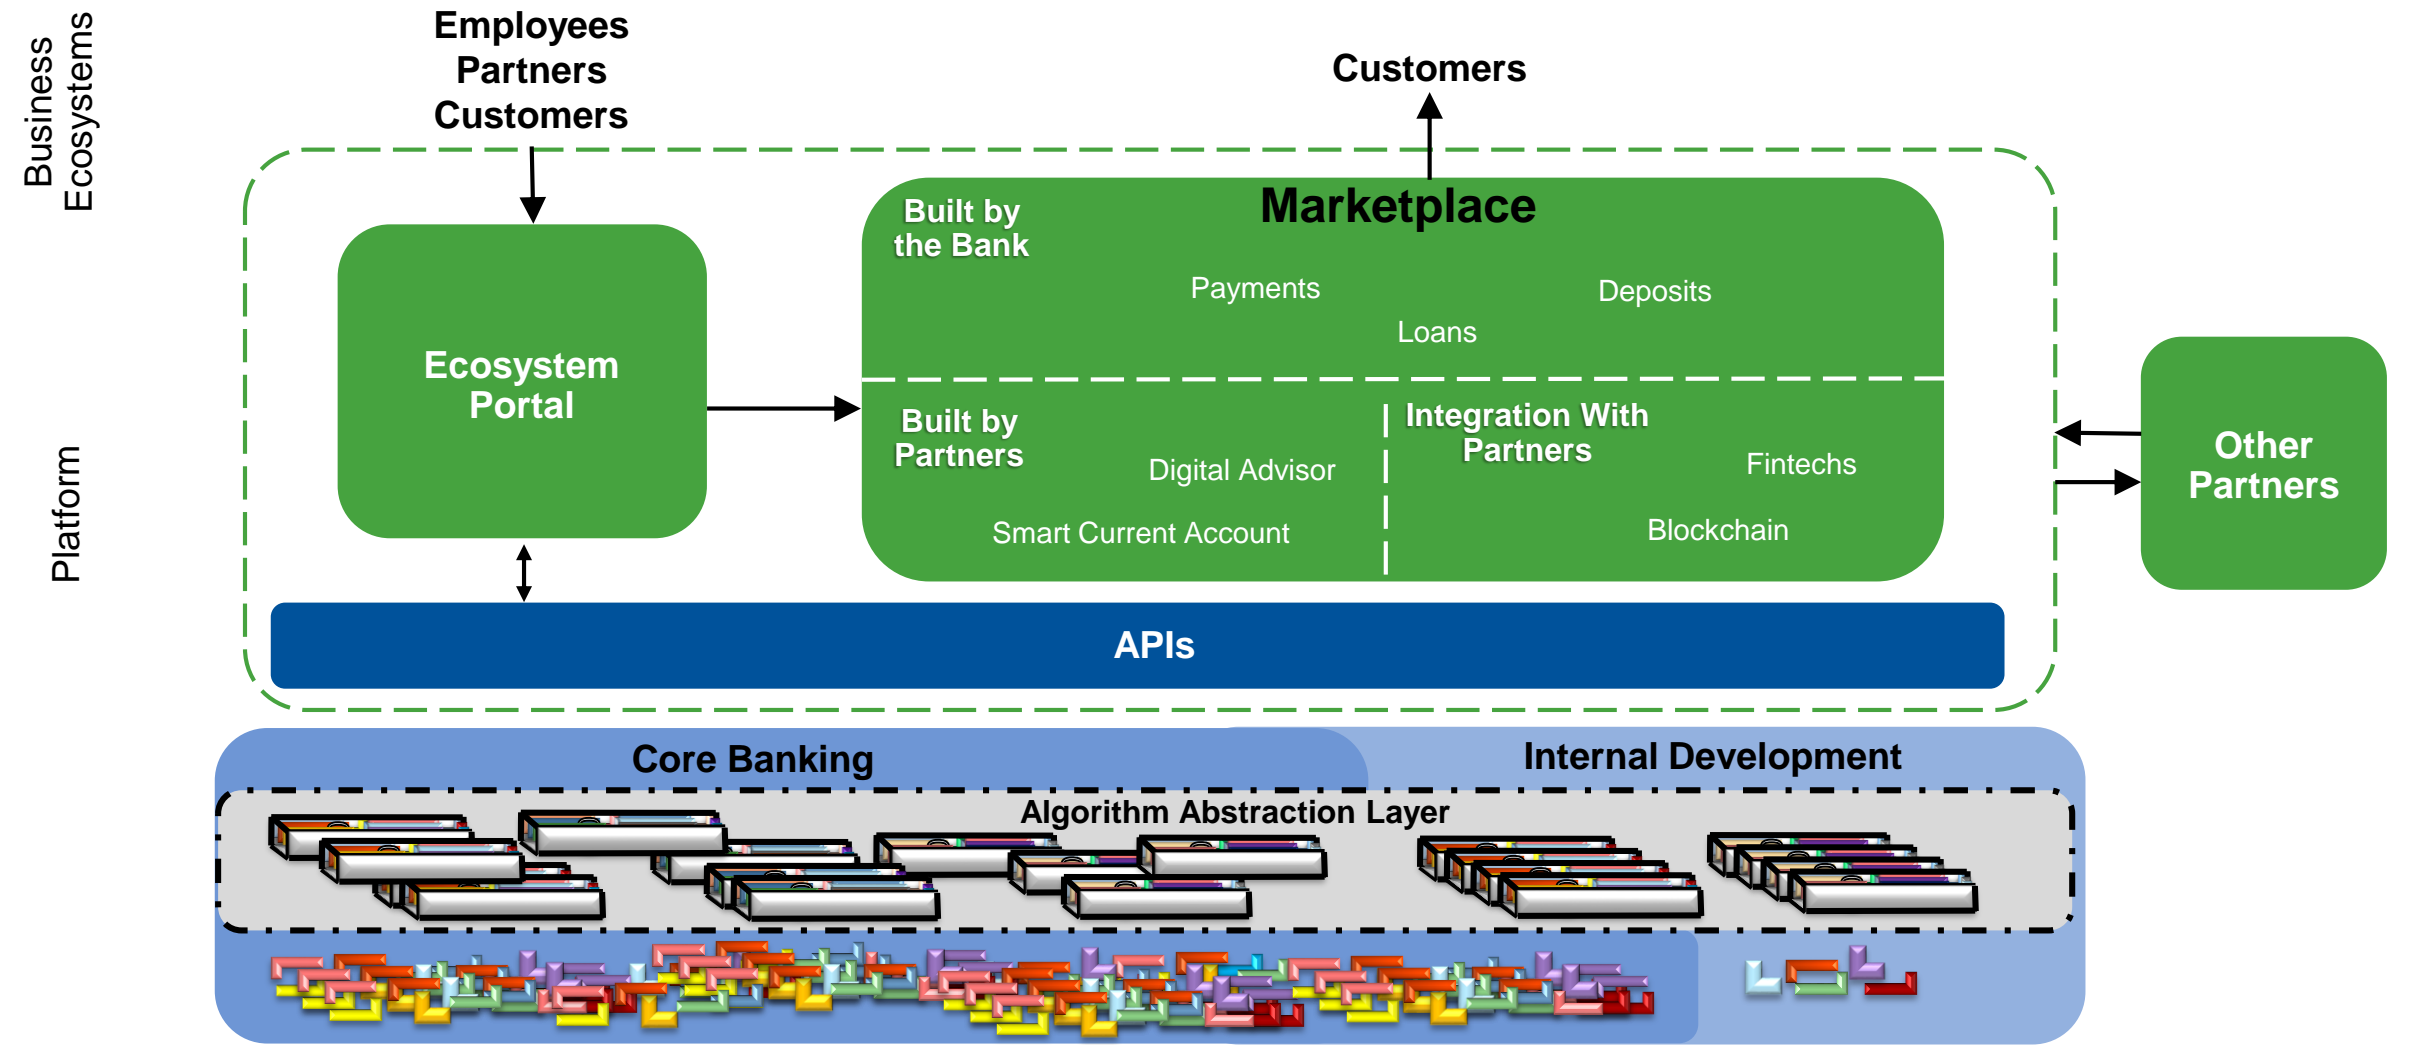 Business
Ecosystems
Employees
Partners
Customers
Customers
Platform
Ecosystem
Portal
Marketplace
Built by
the Bank
Payments
Deposits
Loans
Built by
Partners
Digital Advisor
Smart Current Account
Integration With
Partners
Fintechs
Blockchain
Other
Partners
APIs
Core Banking
Internal Development
Algorithm Abstraction Layer